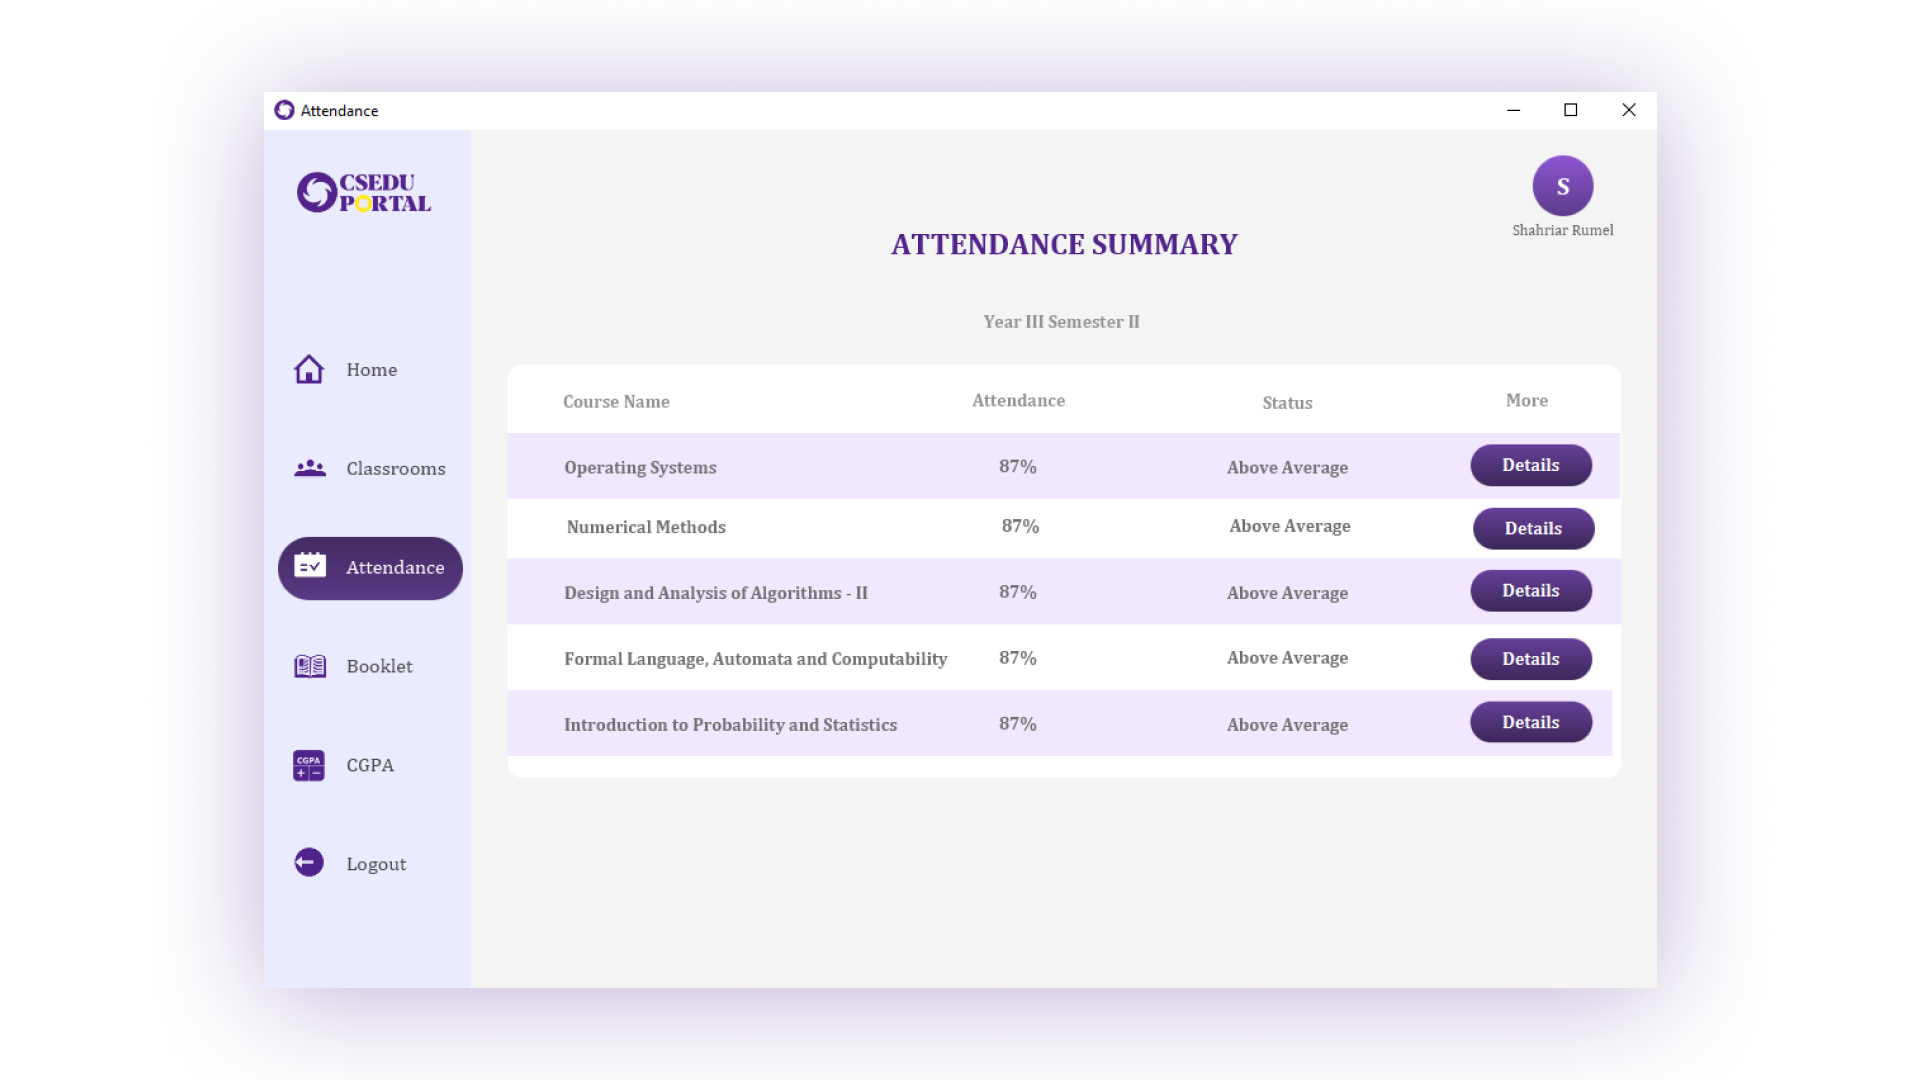 Attendance
CSEDU
PORTAL
S
Shahriar Rumel
ATTENDANCE SUMMARY
Year III Semester II
Home
Classrooms
Attendance
Booklet
CGPA
CGPA
Logout
Course Name Attendance Status More
Operating Systems 87% Above Average Details
Numerical Methods 87% Above Average Details
Design and Analysis of Algorithms - II 87% Above Average Details
Formal Language, Automata and Computability 87% Above Average Details
Introduction to Probability and Statistics 87% Above Average Details